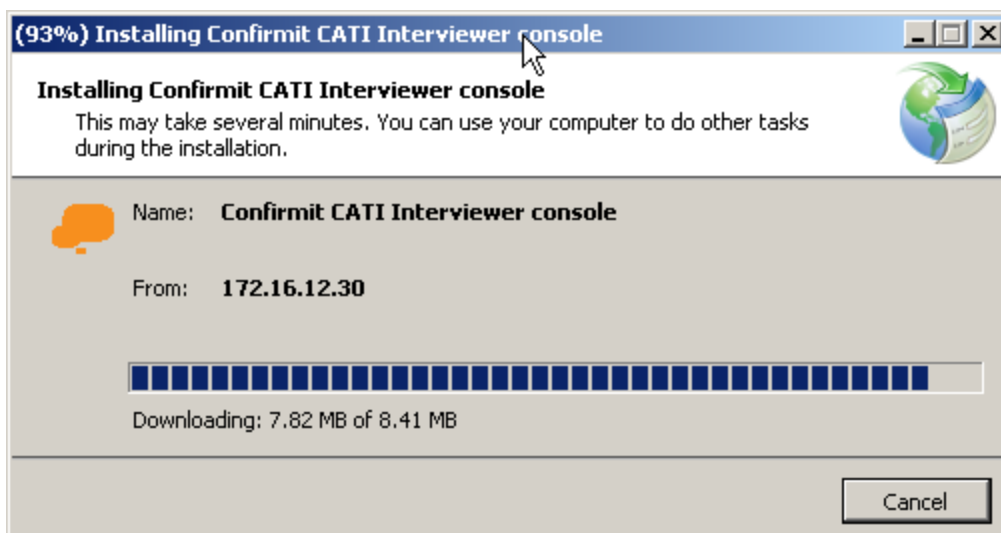 (93%) Installing Confirmit CATI Interviewer console
Installing Confirmit CATI Interviewer console
This may take several minutes. You can use your computer to do other tasks
during the installation.
Name: Confirmit CATI Interviewer console
From: 172.16.12.30
Downloading: 7.82 MB of 8.41 MB
Cancel